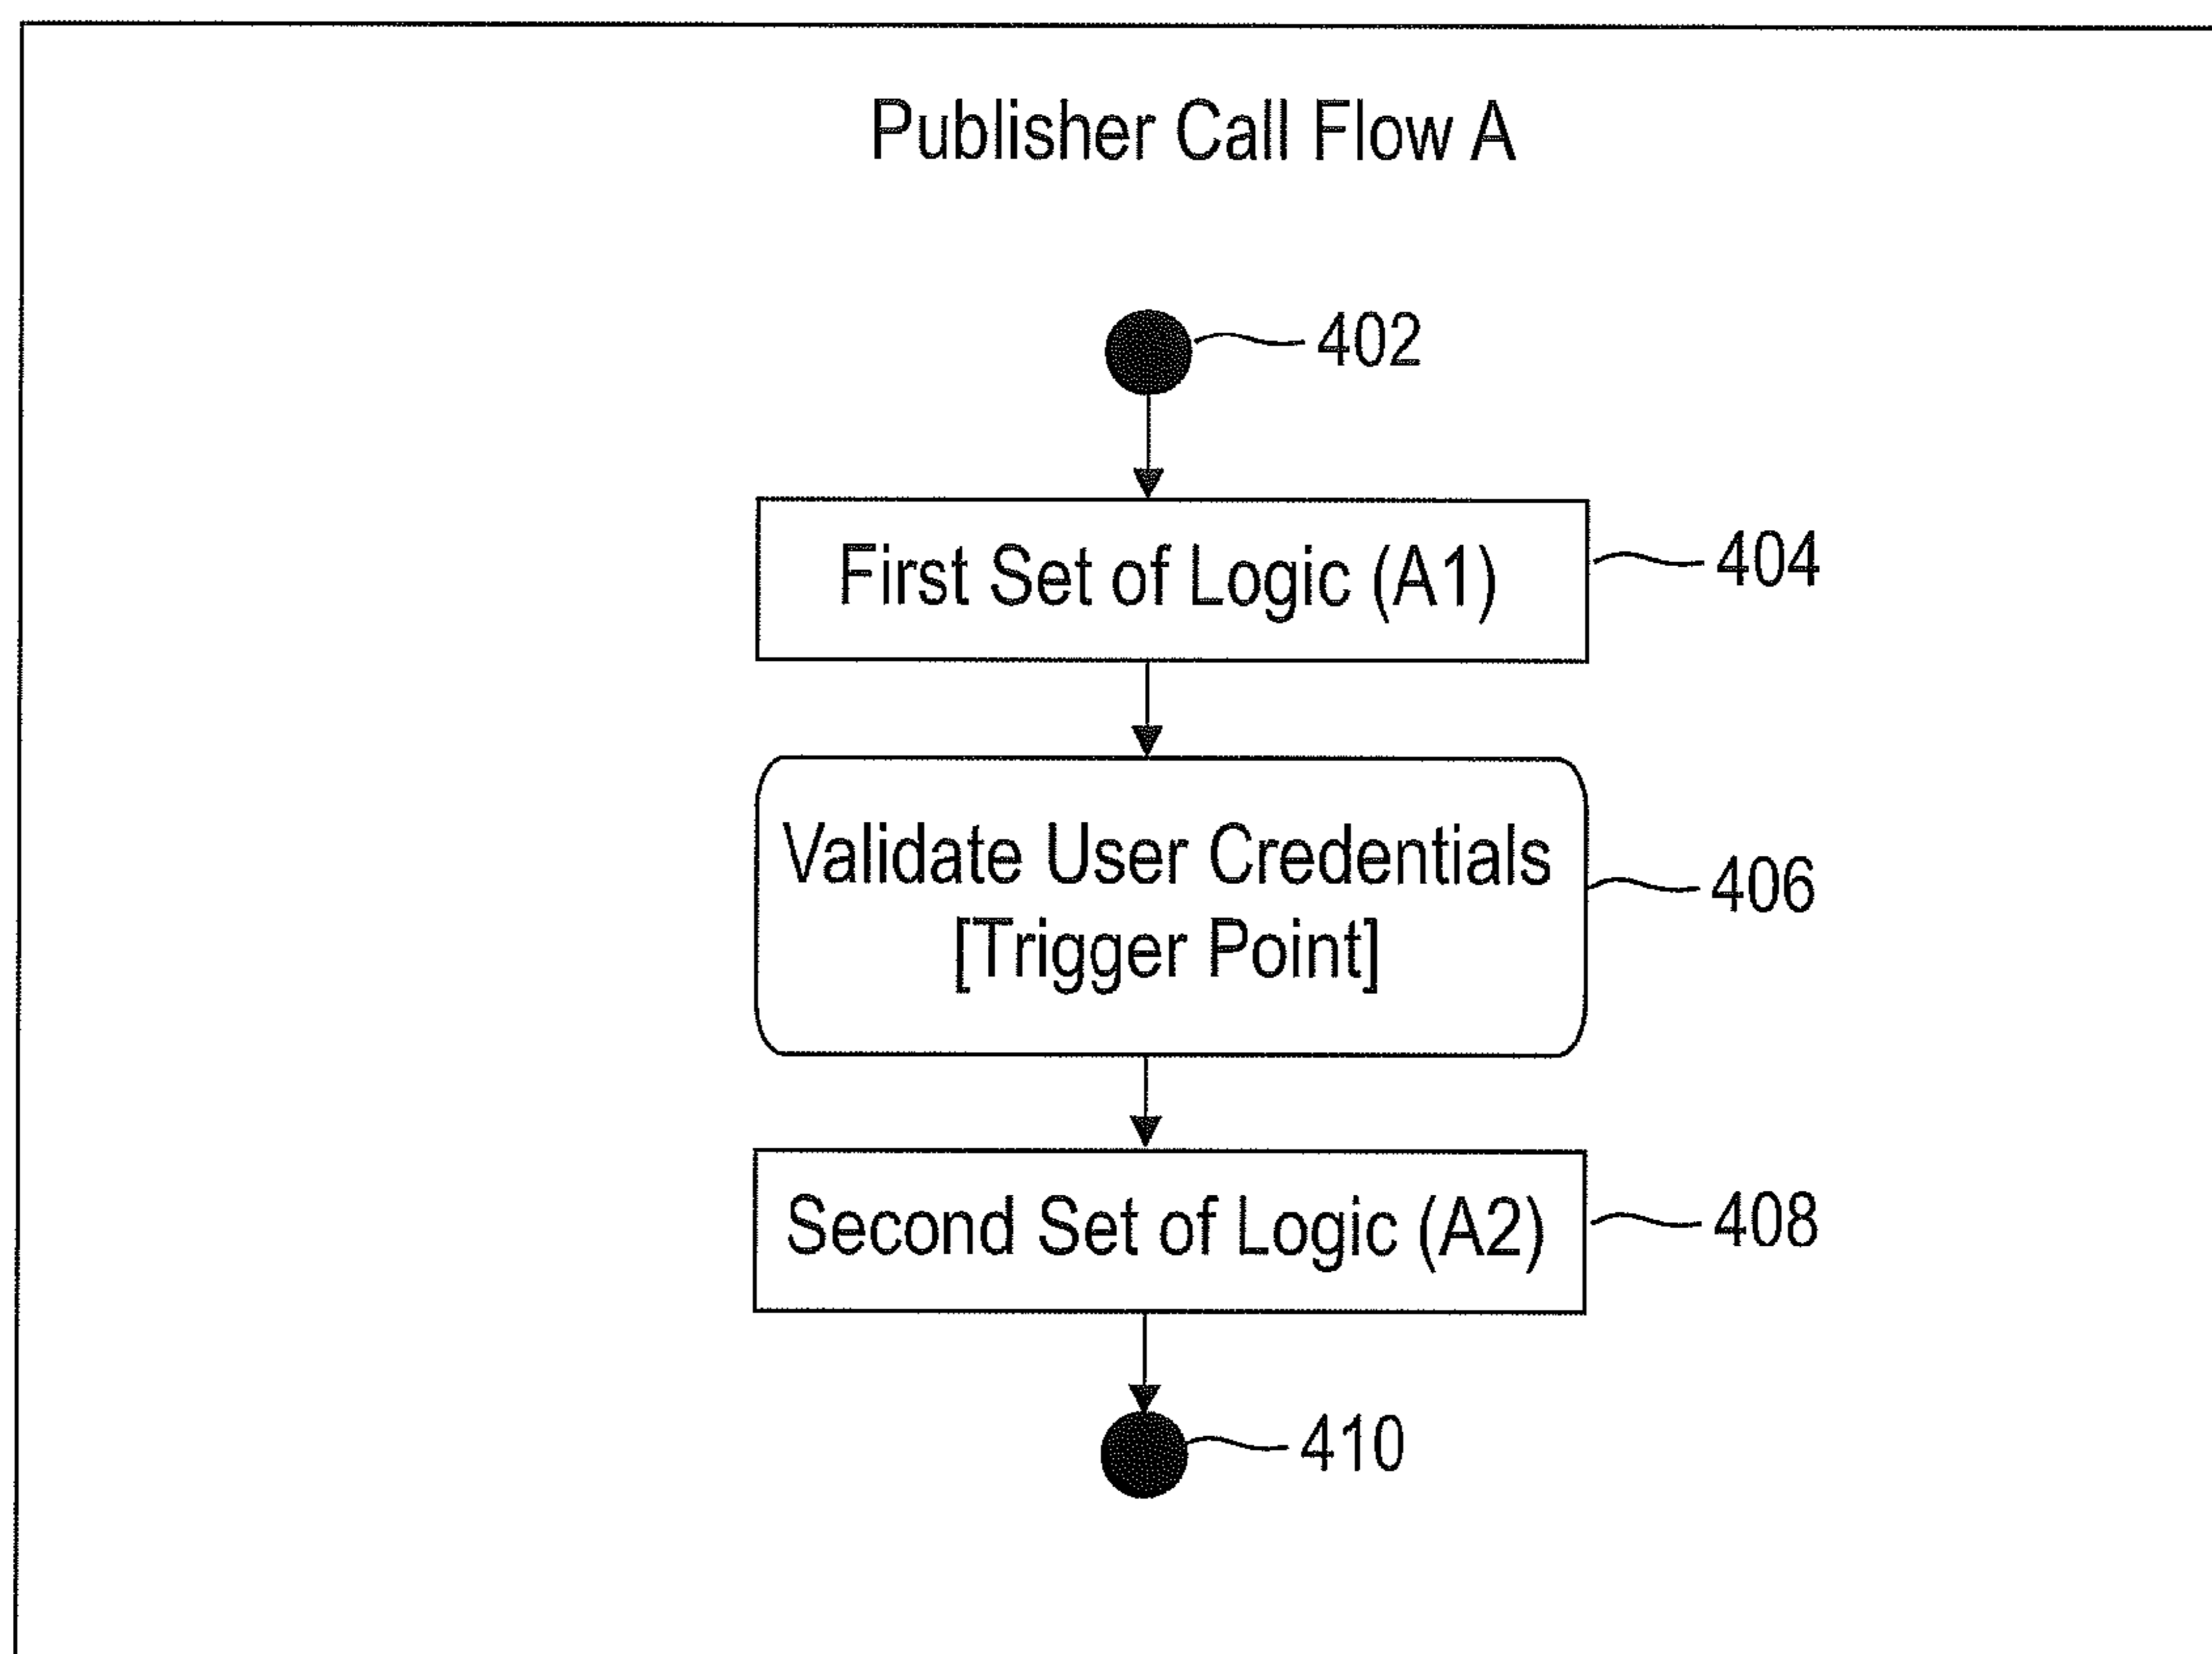 Publisher Call Flow A
402
First Set of Logic (A1)
404
Validate User Credentials
[Trigger Point]
406
Second Set of Logic (A2)
408
410